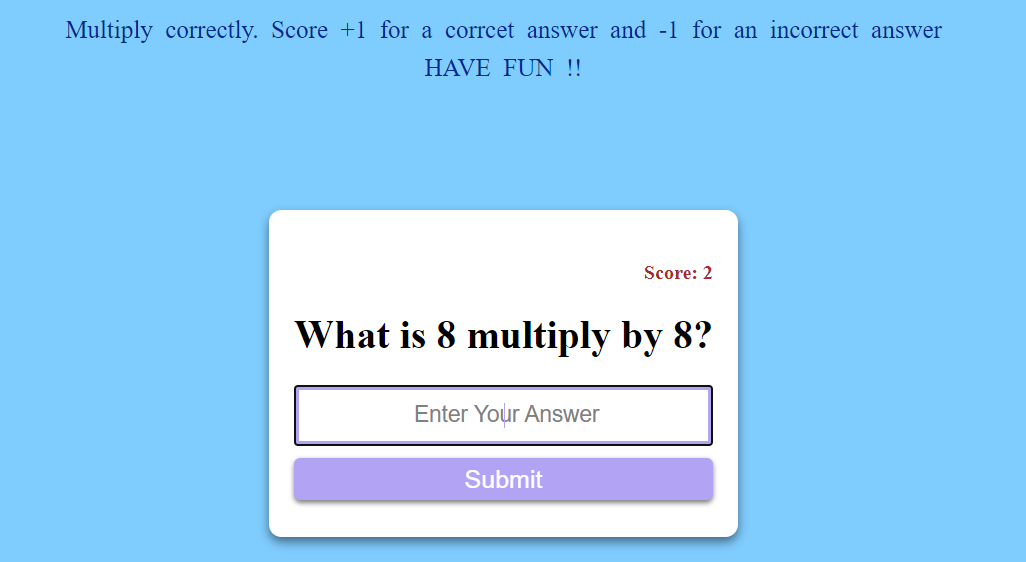 Multiply correctly. Score +1 for a corrcet answer and -1 for an incorrect answer
HAVE FUN !!
Score: 2
What is 8 multiply by 8?
Enter Your Answer
Submit